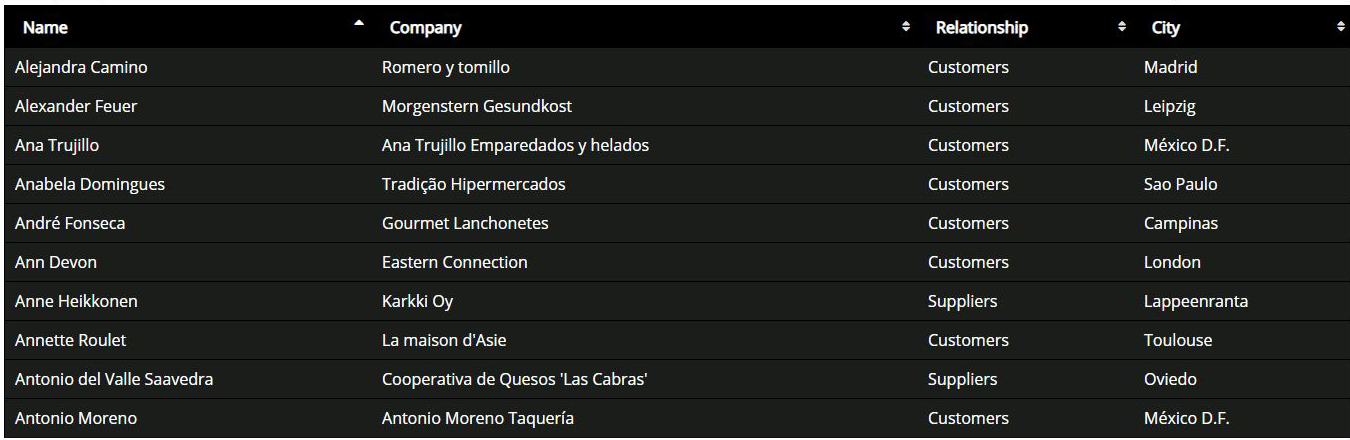 Name Company Relationship City
Alejandra Camino Romero y tomillo Customers Madrid
Alexander Feuer Morgenstern Gesundkost Customers Leipzig
Ana Trujillo Ana Trujillo Emparedados y helados Customers México D.F.
Anabela Domingues Tradição Hipermercados Customers Sao Paulo
André Fonseca Gourmet Lanchonetes Customers Campinas
Ann Devon Eastern Connection Customers London
Anne Heikkonen Karkki Oy Suppliers Lappeenranta
Annette Roulet La maison d'Asie Customers Toulouse
Antonio del Valle Saavedra Cooperativa de Quesos 'Las Cabras' Suppliers Oviedo
Antonio Moreno Antonio Moreno Taquería Customers México D.F.